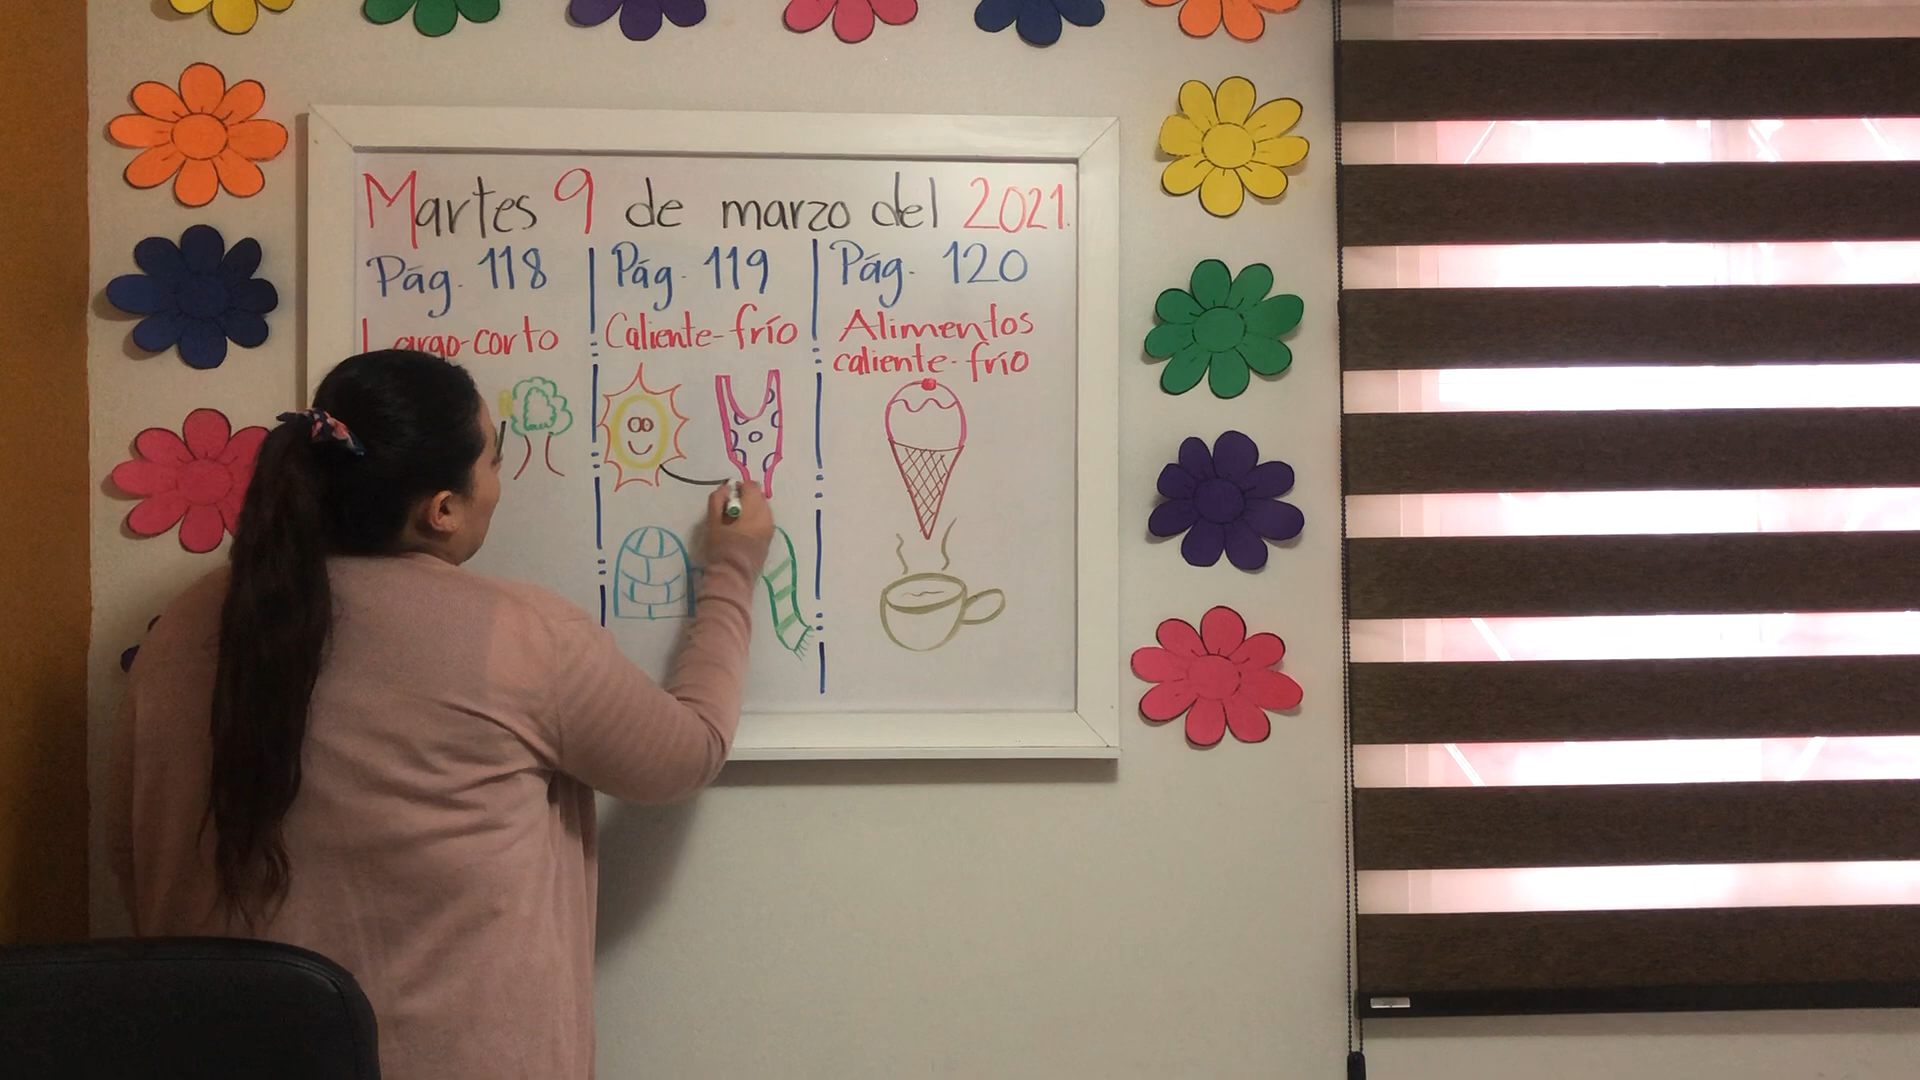 Martes 9 de marzo del 2021.
Pág. 118
Largo-corto
Pág. 119
Caliente-frío
Pág. 120
Alimentos
caliente-frío